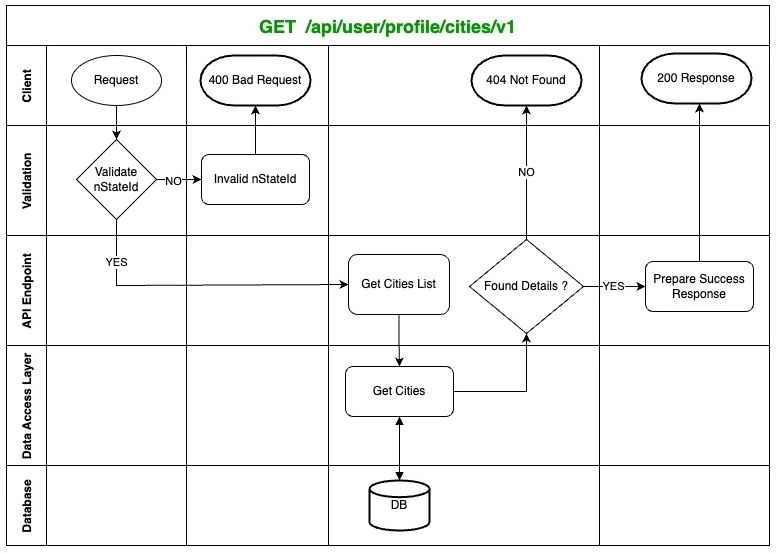 GET /api/user/profile/cities/v1
Client
Request
400 Bad Request
404 Not Found
200 Response
Validation
Validate
nStateId
NO
Invalid nStateId
NO
API Endpoint
YES
Get Cities List
Found Details ?
YES
Prepare Success
Response
Data Access Layer
Get Cities
Database
DB